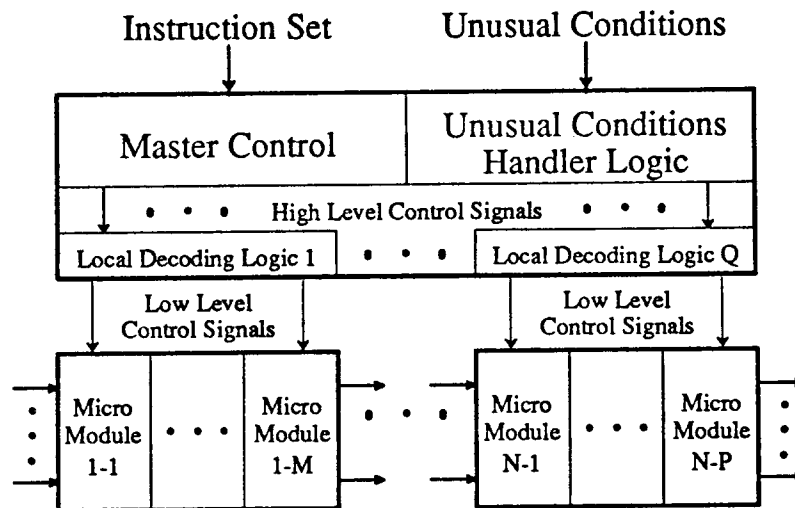 Instruction Set
Unusual Conditions
Master Control
Unusual Conditions
Handler Logic
High Level Control Signals
Local Decoding Logic 1
Local Decoding Logic Q
Low Level
Control Signals
Low Level
Control Signals
Micro
Module
1-1
Micro
Module
1-M
Micro
Module
N-1
Micro
Module
N-P